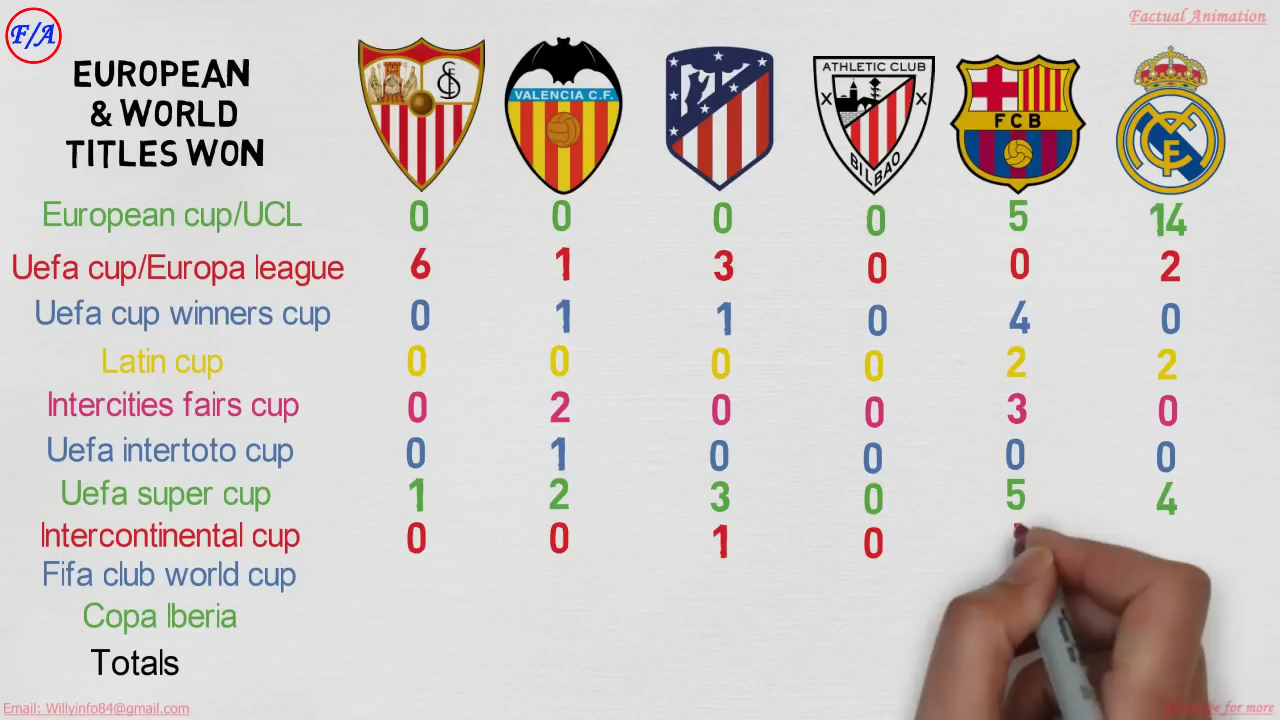 F/A
Factual Animation
EUROPEAN
& WORLD
TITLES WON
VALENCIA C.F.
ATHLETIC CLUB
BILBAO
F C B
European cup/UCL 0 0 0 0 5 14
Uefa cup/Europa league 6 1 3 0 0 2
Uefa cup winners cup 0 1 1 0 4 0
Latin cup 0 0 0 0 2 2
Intercities fairs cup 0 2 0 0 3 0
Uefa intertoto cup 0 1 0 0 0 0
Uefa super cup 1 2 3 0 5 4
Intercontinental cup 0 0 1 0
Fifa club world cup
Copa Iberia
Totals
Email: Willyinfo84@gmail.com
for more